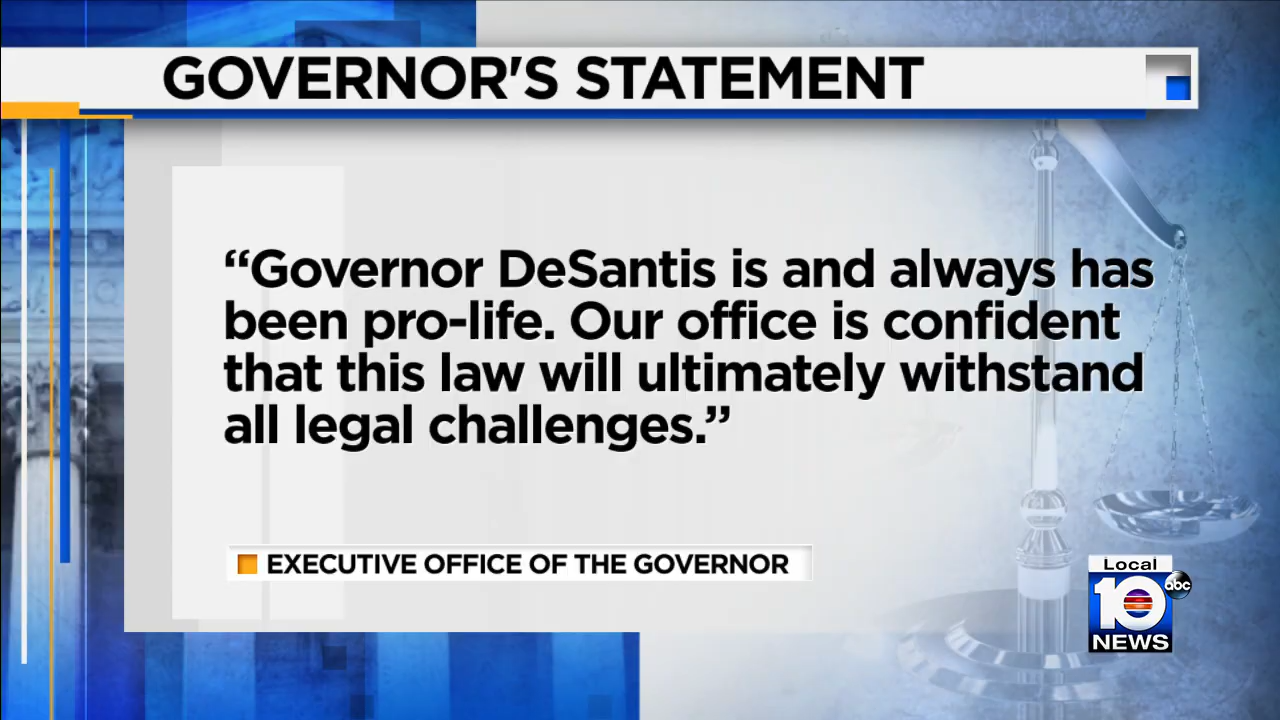 GOVERNOR'S STATEMENT
“Governor DeSantis is and always has
been pro-life. Our office is confident
that this law will ultimately withstand
all legal challenges.”
EXECUTIVE OFFICE OF THE GOVERNOR
Local
10
abc
NEWS